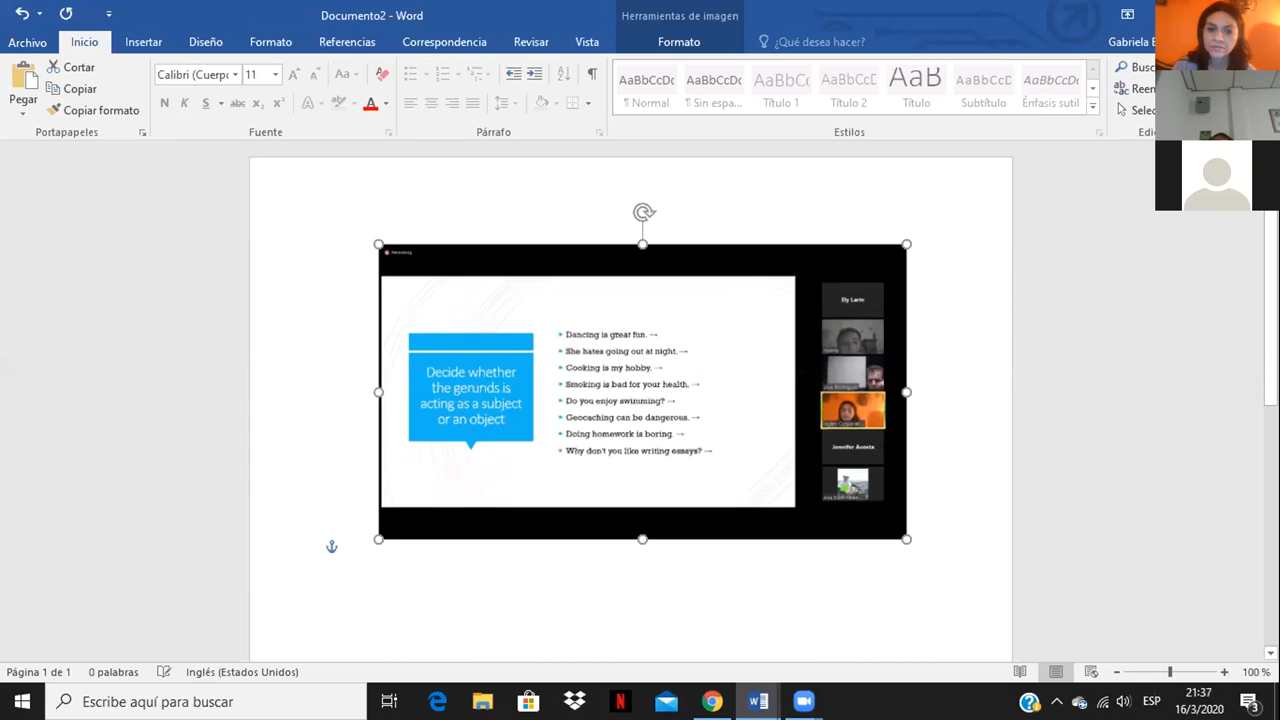 Documento2 - Word
Herramientas de imagen
Archivo
Inicio
Insertar
Diseño
Formato
Referencias
Correspondencia
Revisar
Vista
Formato
¿Qué desea hacer?
Gabriela
Pegar
Cortar
Copiar
Copiar formato
Calibri (Cuerpo
11
AaBbCcDc
¶ Normal
AaBbCcDc
¶ Sin espa...
AaBbCc
Título 1
AaBbCcD
Título 2
AaB
Título
AaBbCcD
Subtítulo
AaBbCcDc
Énfasis sutil
Portapapeles
Fuente
Párrafo
Estilos
Decide whether
the gerunds is
acting as a subject
or an object
Dancing is great fun. →
She hates going out at night. →
Cooking is my hobby. →
Smoking is bad for your health. →
Do you enjoy swimming? →
Geocaching can be dangerous. →
Doing homework is boring. →
Why don't you like writing essays? →
Ely Larin
Jennifer Acosta
Página 1 de 1
0 palabras
Inglés (Estados Unidos)
100 %
Escribe aquí para buscar
ESP
21:37
16/3/2020
3